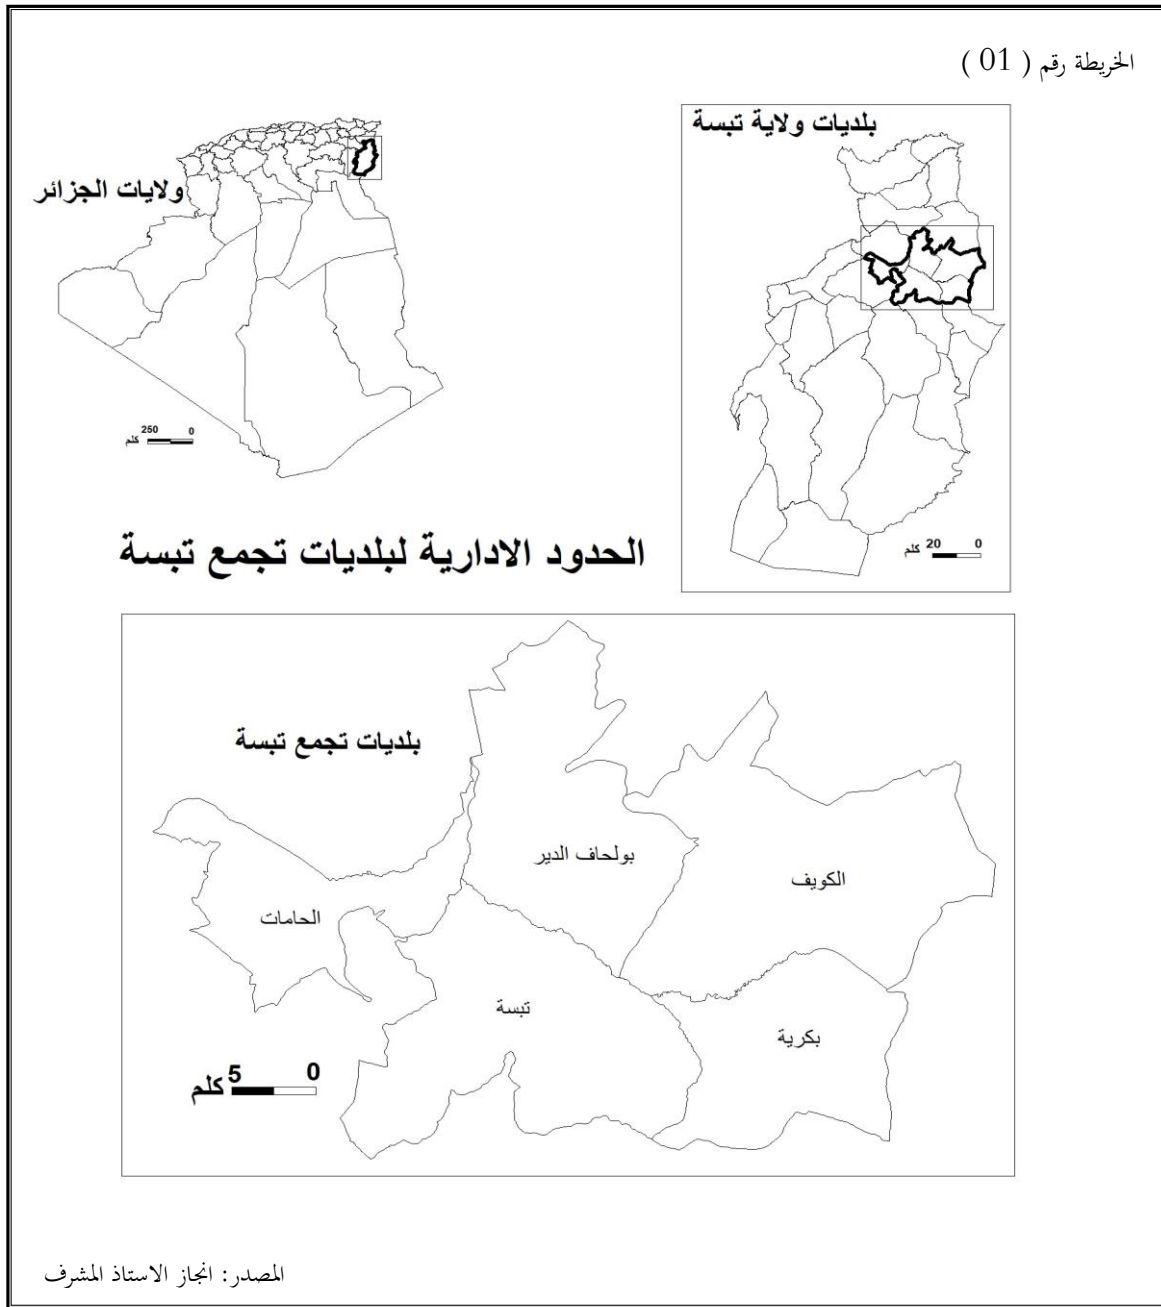 الخريطة رقم ( 01 )
بلديات ولاية تبسة
ولايات الجزائر
250 0
كلم
20 0
كلم
الحدود الادارية لبلديات تجمع تبسة
بلديات تجمع تبسة
بولحاف الدير
الكويف
الحامات
تبسة
بكرية
5 0
كلم
المصدر: انجاز الاستاذ المشرف